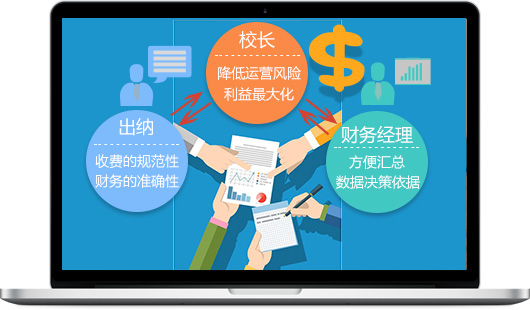 校长
降低运营风险
利益最大化
出纳
收费的规范性
财务的准确性
财务经理
方便汇总
数据决策依据